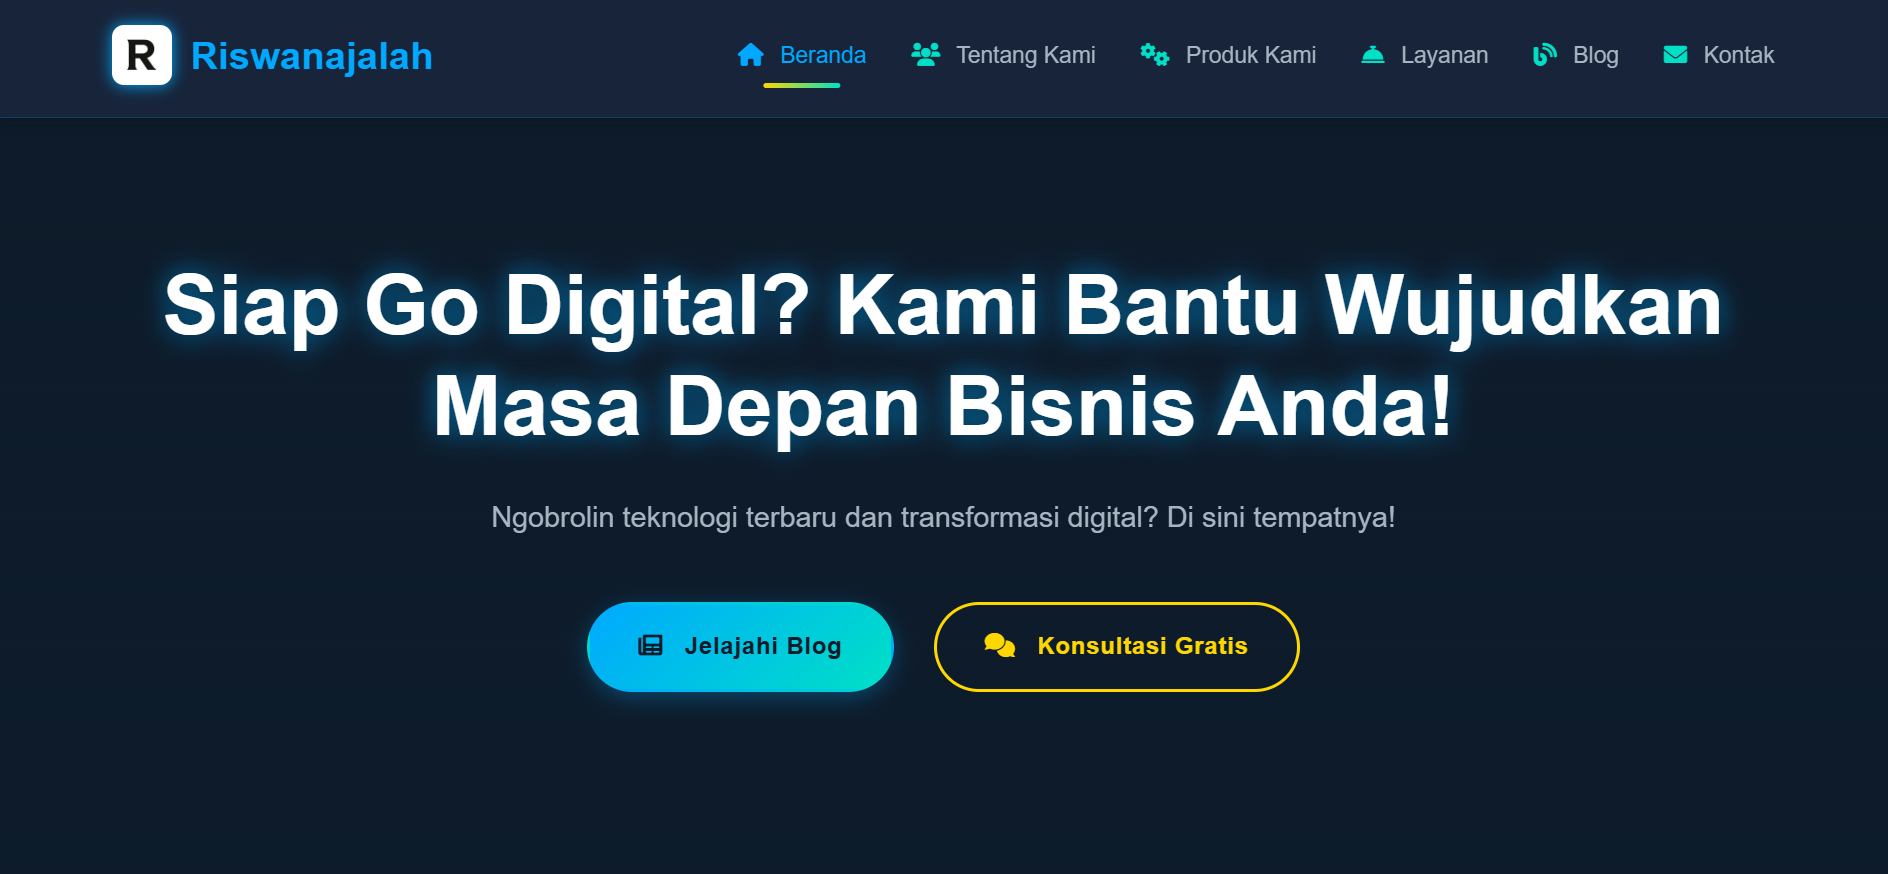 R Riswanajalah
Beranda Tentang Kami Produk Kami Layanan Blog Kontak
Siap Go Digital? Kami Bantu Wujudkan
Masa Depan Bisnis Anda!
Ngobrolin teknologi terbaru dan transformasi digital? Di sini tempatnya!
Jelajahi Blog Konsultasi Gratis